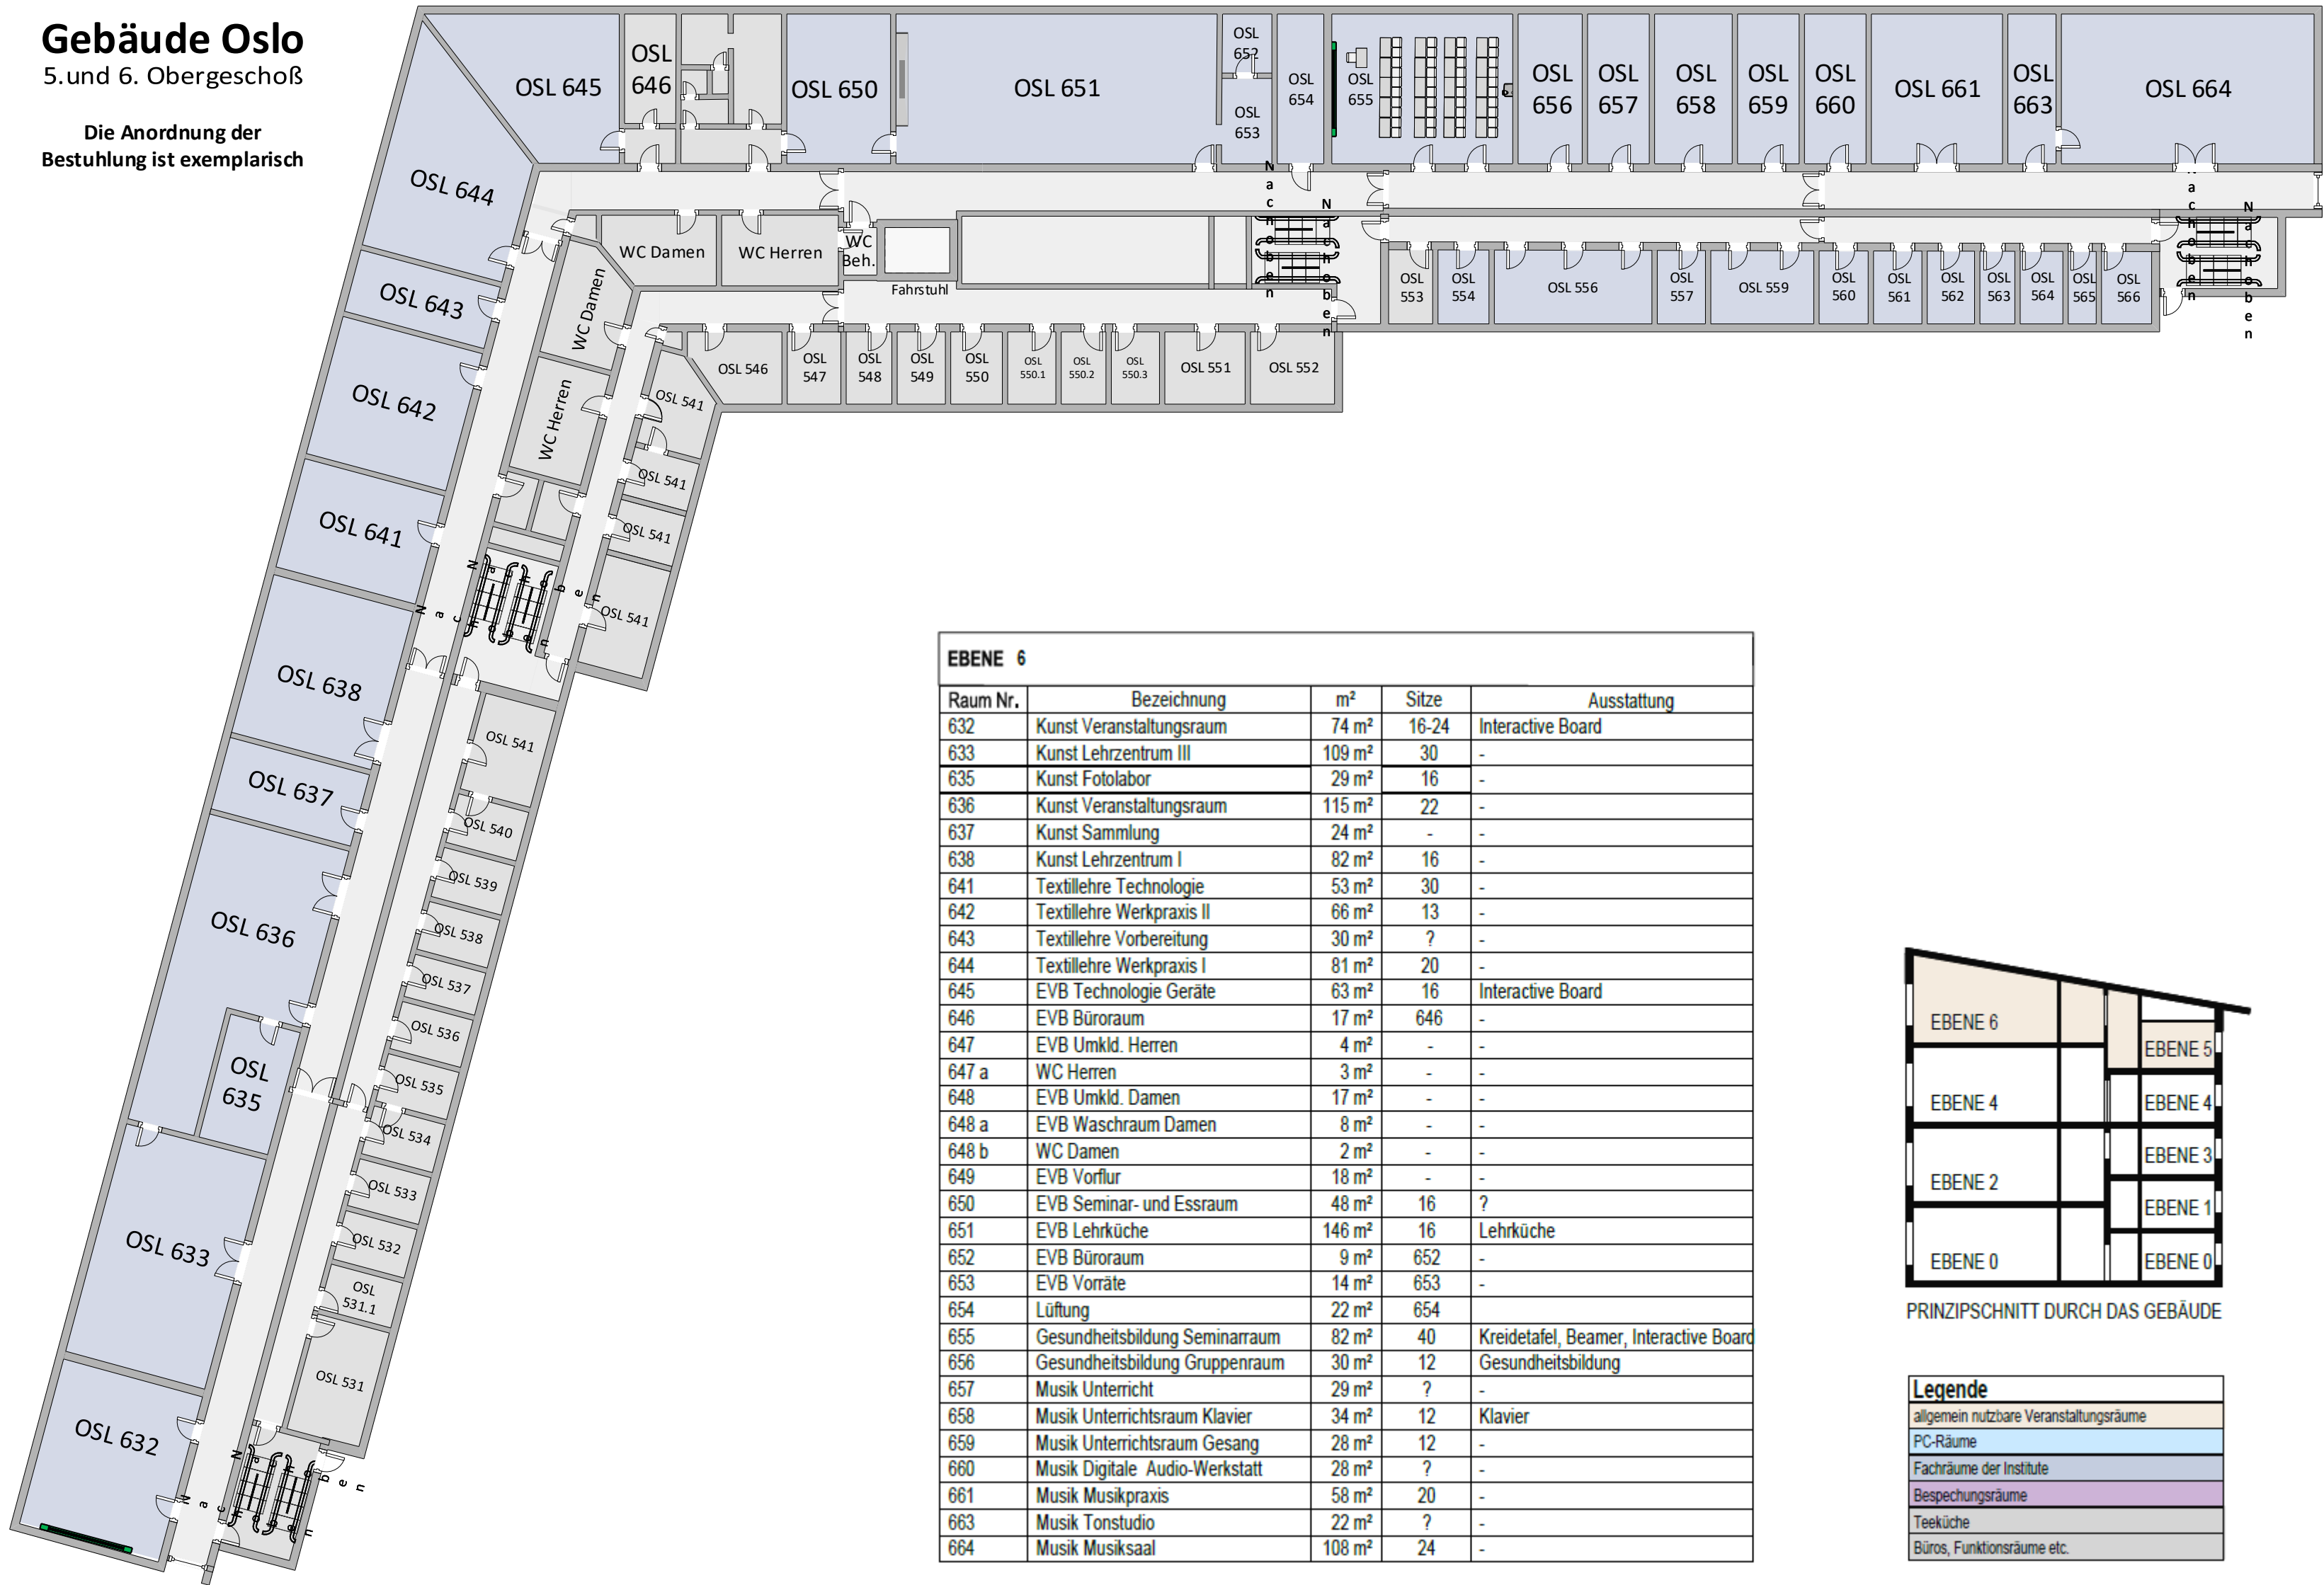 Gebäude Oslo
5.und 6. Obergeschoß
Die Anordnung der
Bestuhlung ist exemplarisch
OSL 645
OSL
646
OSL 650
OSL 651
OSL
652
OSL
653
OSL
654
OSL
655
OSL
656
OSL
657
OSL
658
OSL
659
OSL
660
OSL 661
OSL
663
OSL 664
OSL 644
OSL 643
OSL 642
OSL 641
OSL 638
OSL 637
OSL 636
OSL
635
OSL 633
OSL 632
WC Damen
WC Herren
WC
Beh.
Fahrstuhl
WC Damen
WC Herren
Nach oben
Nach oben
Nach oben
Nach oben
OSL
553
OSL
554
OSL 556
OSL
557
OSL 559
OSL
560
OSL
561
OSL
562
OSL
563
OSL
564
OSL
565
OSL
566
OSL 546
OSL
547
OSL
548
OSL
549
OSL
550
OSL
550.1
OSL
550.2
OSL
550.3
OSL 551
OSL 552
OSL 541
OSL 541
OSL 541
OSL 541
Nach oben
Nach oben
OSL 541
OSL 540
OSL 539
OSL 538
OSL 537
OSL 536
OSL 535
OSL 534
OSL 533
OSL 532
OSL
531.1
OSL 531
Nach oben
Nach oben
EBENE 6
Raum Nr. Bezeichnung m² Sitze Ausstattung
632 Kunst Veranstaltungsraum 74 m² 16-24 Interactive Board
633 Kunst Lehrzentrum III 109 m² 30 -
635 Kunst Fotolabor 29 m² 16 -
636 Kunst Veranstaltungsraum 115 m² 22 -
637 Kunst Sammlung 24 m² - -
638 Kunst Lehrzentrum I 82 m² 16 -
641 Textillehre Technologie 53 m² 30 -
642 Textillehre Werkpraxis II 66 m² 13 -
643 Textillehre Vorbereitung 30 m² ? -
644 Textillehre Werkpraxis I 81 m² 20 -
645 EVB Technologie Geräte 63 m² 16 Interactive Board
646 EVB Büroraum 17 m² 646 -
647 EVB Umkld. Herren 4 m² - -
647 a WC Herren 3 m² - -
648 EVB Umkld. Damen 17 m² - -
648 a EVB Waschraum Damen 8 m² - -
648 b WC Damen 2 m² - -
649 EVB Vorflur 18 m² - -
650 EVB Seminar- und Essraum 48 m² 16 ?
651 EVB Lehrküche 146 m² 16 Lehrküche
652 EVB Büroraum 9 m² 652 -
653 EVB Vorräte 14 m² 653 -
654 Lüftung 22 m² 654
655 Gesundheitsbildung Seminarraum 82 m² 40 Kreidetafel, Beamer, Interactive Board
656 Gesundheitsbildung Gruppenraum 30 m² 12 Gesundheitsbildung
657 Musik Unterricht 29 m² ? -
658 Musik Unterrichtsraum Klavier 34 m² 12 Klavier
659 Musik Unterrichtsraum Gesang 28 m² 12 -
660 Musik Digitale Audio-Werkstatt 28 m² ? -
661 Musik Musikpraxis 58 m² 20 -
663 Musik Tonstudio 22 m² ? -
664 Musik Musiksaal 108 m² 24 -
EBENE 6
EBENE 5
EBENE 4
EBENE 4
EBENE 3
EBENE 2
EBENE 1
EBENE 0
EBENE 0
PRINZIPSCHNITT DURCH DAS GEBÄUDE
Legende
allgemein nutzbare Veranstaltungsräume
PC-Räume
Fachräume der Institute
Bespechungsräume
Teeküche
Büros, Funktionsräume etc.